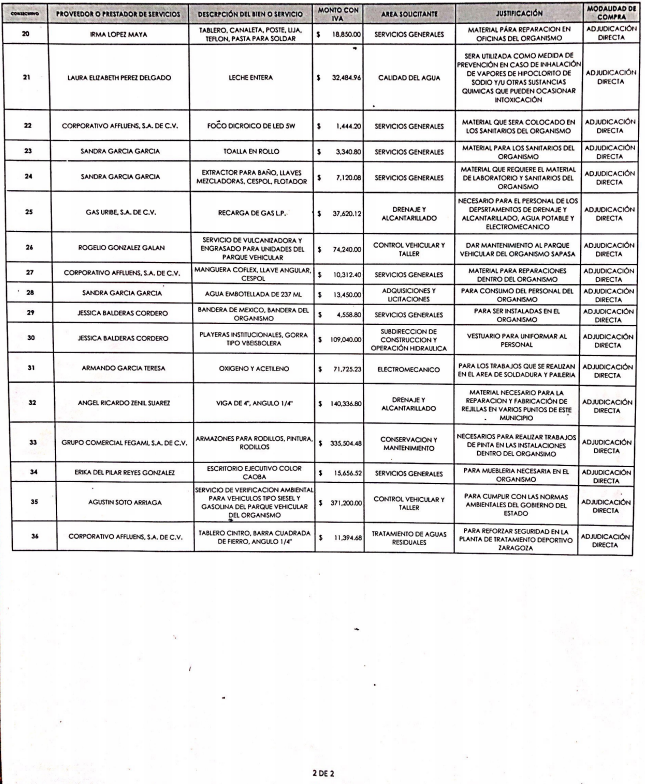 CONSECUTIVO PROVEEDOR O PRESTADOR DE SERVICIOS DESCRPCIÓN DEL BIEN O SERVICIO MONTO CON IVA AREA SOLICITANTE JUSTIFICACIÓN MODALIDAD DE COMPRA
20 IRMA LOPEZ MAYA TABLERO, CANALETA, POSTE, LIJA, TEFLON, PASTA PARA SOLDAR $ 18,850.00 SERVICIOS GENERALES MATERIAL PÁRA REPARACION EN OFICINAS DEL ORGANISMO ADJUDICACIÓN DIRECTA
21 LAURA ELIZABETH PEREZ DELGADO LECHE ENTERA $ 32,484.96 CALIDAD DEL AGUA SERA UTILIZADA COMO MEDIDA DE PREVENCIÓN EN CASO DE INHALACIÓN DE VAPORES DE HIPOCLORITO DE SODIO Y/U OTRAS SUSTANCIAS QUIMICAS QUE PUEDEN OCASIONAR INTOXICACIÓN ADJUDICACIÓN DIRECTA
22 CORPORATIVO AFFLUENS, S.A. DE C.V. FOCO DICROICO DE LED 5W $ 1,444.20 SERVICIOS GENERALES MATERIAL QUE SERA COLOCADO EN LOS SANITARIOS DEL ORGANISMO ADJUDICACIÓN DIRECTA
23 SANDRA GARCIA GARCIA TOALLA EN ROLLO $ 3,340.80 SERVICIOS GENERALES MATERIAL PARA LOS SANITARIOS DEL ORGANISMO ADJUDICACIÓN DIRECTA
24 SANDRA GARCIA GARCIA EXTRACTOR PARA BAÑO, LLAVES MEZCLADORAS, CESPOL, FLOTADOR $ 7,120.08 SERVICIOS GENERALES MATERIAL QUE REQUIERE EL MATERIAL DE LABORATORIO Y SANITARIOS DEL ORGANISMO ADJUDICACIÓN DIRECTA
25 GAS URIBE, S.A. DE C.V. RECARGA DE GAS L.P. $ 37,620.12 DRENAJE Y ALCANTARILLADO NECESARIO PARA EL PERSONAL DE LOS DEPSRTAMENTOS DE DRENAJE Y ALCANTARILLADO, AGUA POTABLE Y ELECTROMECANICO ADJUDICACIÓN DIRECTA
26 ROGELIO GONZALEZ GALAN SERVICIO DE VULCANIZADORA Y ENGRASADO PARA UNIDADES DEL PARQUE VEHICULAR $ 74,240.00 CONTROL VEHICULAR Y TALLER DAR MANTENIMIENTO AL PARQUE VEHICULAR DEL ORGANISMO SAPASA ADJUDICACIÓN DIRECTA
27 CORPORATIVO AFFLUENS, S.A. DE C.V. MANGUERA COFLEX, LLAVE ANGULAR, CESPOL $ 10,312.40 SERVICIOS GENERALES MATERIAL PARA REPARACIONES DENTRO DEL ORGANISMO ADJUDICACIÓN DIRECTA
28 SANDRA GARCIA GARCIA AGUA EMBOTELLADA DE 237 ML $ 13,450.00 ADQUISICIONES Y LICITACIONES PARA CONSUMO DEL PERSONAL DEL ORGANISMO ADJUDICACIÓN DIRECTA
29 JESSICA BALDERAS CORDERO BANDERA DE MEXICO, BANDERA DEL ORGANISMO $ 4,558.80 SERVICIOS GENERALES PARA SER INSTALADAS EN EL ORGANISMO ADJUDICACIÓN DIRECTA
30 JESSICA BALDERAS CORDERO PLAYERAS INSTITUCIONALES, GORRA TIPO VBEISBOLERA $ 109,040.00 SUBDIRECCION DE CONSTRUCCION Y OPERACIÓN HIDRAULICA VESTUARIO PARA UNIFORMAR AL PERSONAL ADJUDICACIÓN DIRECTA
31 ARMANDO GARCIA TERESA OXIGENO Y ACETILENO $ 71,725.23 ELECTROMECANICO PARA LOS TRABAJOS QUE SE REALIZAN EN EL AREA DE SOLDADURA Y PAILERIA ADJUDICACIÓN DIRECTA
32 ANGEL RICARDO ZENIL SUAREZ VIGA DE 4", ANGULO 1/4" $ 140,336.80 DRENAJE Y ALCANTARILLADO MATERIAL NECESARIO PARA LA REPARACION Y FABRICACIÓN DE REJILLAS EN VARIOS PUNTOS DE ESTE MUNICIPIO ADJUDICACIÓN DIRECTA
33 GRUPO COMERCIAL FEGAMI, S.A. DE C.V. ARMAZONES PARA RODILLOS, PINTURA, RODILLOS $ 335,504.48 CONSERVACION Y MANTENIMIENTO NECESARIOS PARA REALIZAR TRABAJOS DE PINTA EN LAS INSTALACIONES DENTRO DEL ORGANISMO ADJUDICACIÓN DIRECTA
34 ERIKA DEL PILAR REYES GONZALEZ ESCRITORIO EJECUTIVO COLOR CAOBA $ 15,656.52 SERVICIOS GENERALES PARA MUEBLERIA NECESARIA EN EL ORGANISMO ADJUDICACIÓN DIRECTA
35 AGUSTIN SOTO ARRIAGA SERVICIO DE VERIFICACION AMBIENTAL PARA VEHICULOS TIPO SIESEL Y GASOLINA DEL PARQUE VEHICULAR DEL ORGANISMO $ 371,200.00 CONTROL VEHICULAR Y TALLER PARA CUMPLIR CON LAS NORMAS AMBIENTALES DEL GOBIERNO DEL ESTADO ADJUDICACIÓN DIRECTA
36 CORPORATIVO AFFLUENS, S.A. DE C.V. TABLERO CINTRO, BARRA CUADRADA DE FIERRO, ANGULO 1/4" $ 11,394.68 TRATAMIENTO DE AGUAS RESIDUALES PARA REFORZAR SEGURIDAD EN LA PLANTA DE TRATAMIENTO DEPORTIVO ZARAGOZA ADJUDICACIÓN DIRECTA
2 DE 2